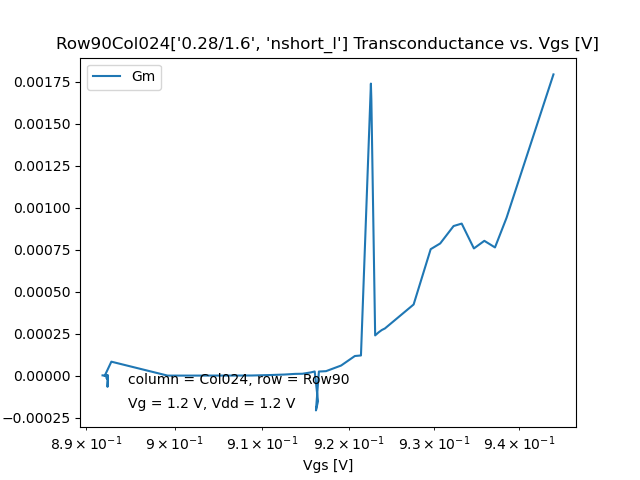 Row90Col024['0.28/1.6', 'nshort_l'] Transconductance vs. Vgs [V]
Gm
0.00175
0.00150
0.00125
0.00100
0.00075
0.00050
0.00025
0.00000
−0.00025
column = Col024, row = Row90
Vg = 1.2 V, Vdd = 1.2 V
8.9 × 10⁻¹ 9 × 10⁻¹ 9.1 × 10⁻¹ 9.2 × 10⁻¹ 9.3 × 10⁻¹ 9.4 × 10⁻¹
Vgs [V]